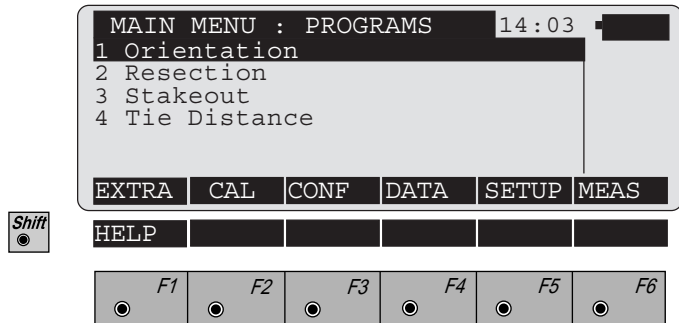 MAIN MENU : PROGRAMS 14:03
1 Orientation
2 Resection
3 Stakeout
4 Tie Distance
EXTRA CAL CONF DATA SETUP MEAS
Shift
HELP
F1 F2 F3 F4 F5 F6